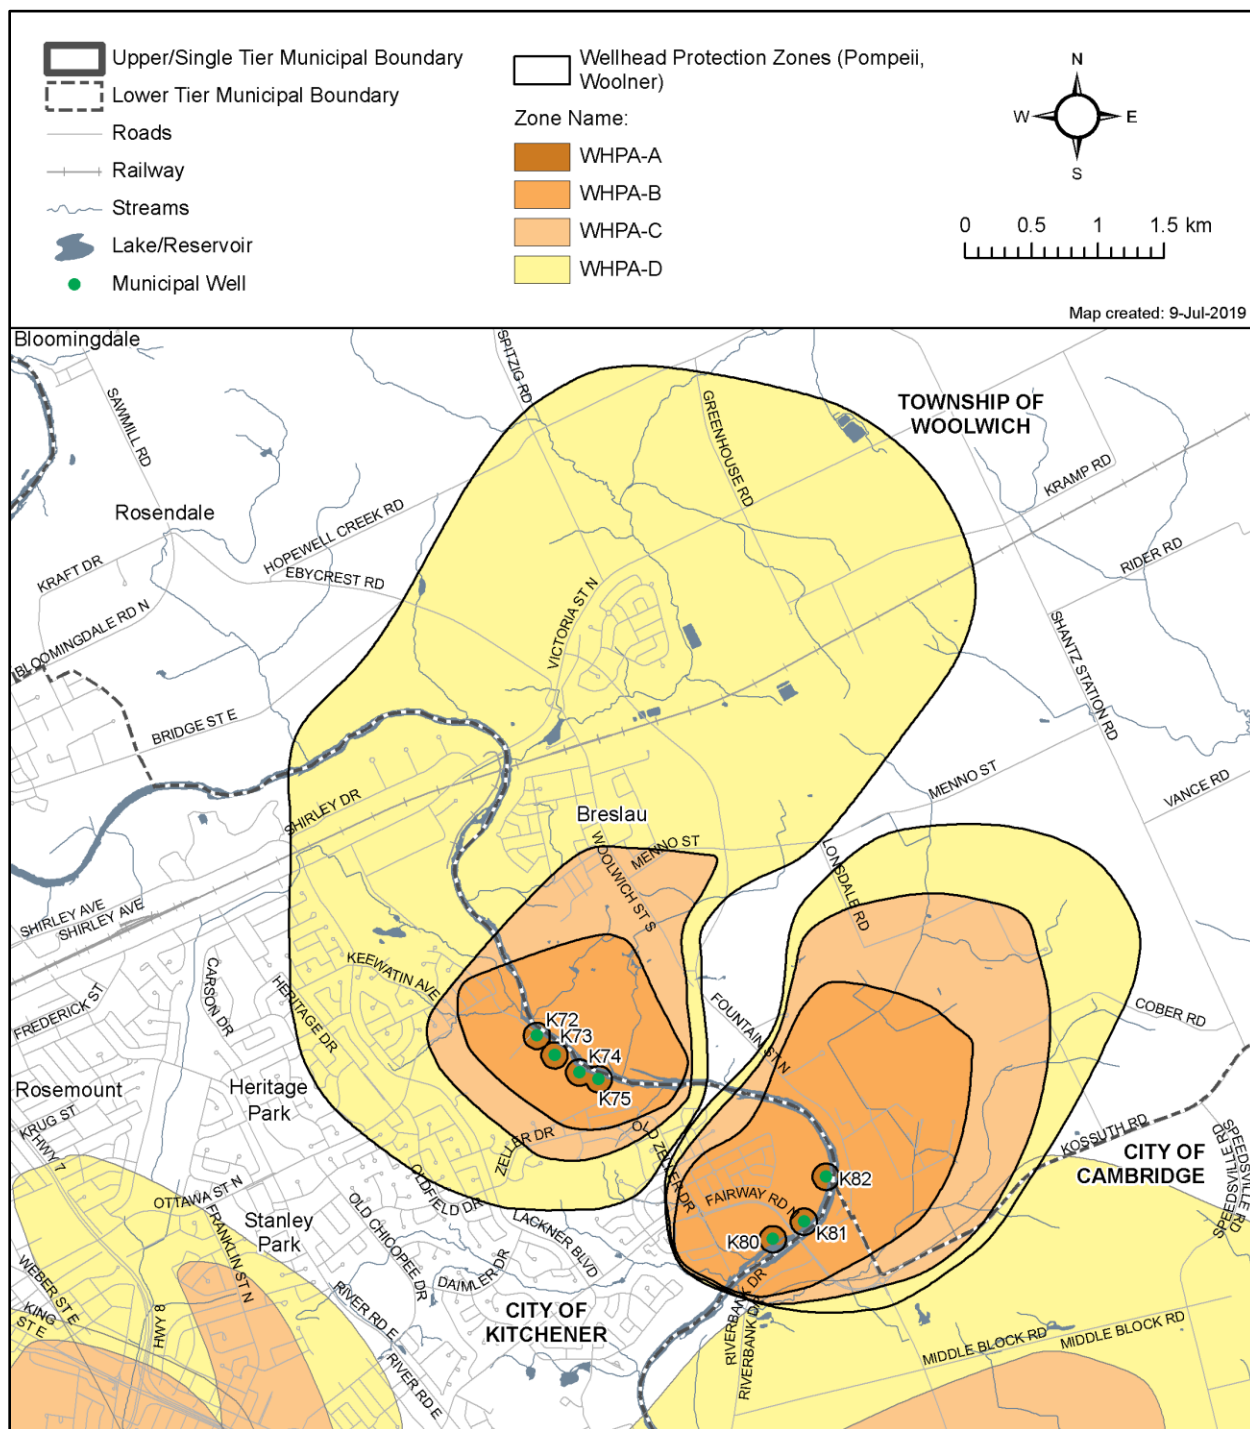 Upper/Single Tier Municipal Boundary
Lower Tier Municipal Boundary
Roads
Railway
Streams
Lake/Reservoir
Municipal Well
Wellhead Protection Zones (Pompeii,
Woolner)
Zone Name:
WHPA-A
WHPA-B
WHPA-C
WHPA-D
N
W
E
S
0 0.5 1 1.5 km
Map created: 9-Jul-2019
Bloomingdale
SPITZIG RD
SAWMILL RD
GREENHOUSE RD
TOWNSHIP OF
WOOLWICH
KRAMP RD
Rosendale
HOPEWELL CREEK RD
RIDER RD
KRAFT DR
EBYCREST RD
VICTORIA ST N
BLOOMINGDALE RD N
SHANTZ STATION RD
BRIDGE ST E
MENNO ST
VANCE RD
SHIRLEY DR
Breslau
WOOLWICH ST S
MENNO ST
LONSDALE RD
SHIRLEY AVE
SHIRLEY AVE
KEEWATIN AVE
CARSON DR
HERITAGE DR
FREDERICK ST
FOUNTAIN ST N
COBER RD
K72
K73
K74
K75
Rosemount
Heritage
Park
KRUG ST
HWY 7
ZELLER DR
OLD ZELLER DR
KOSSUTH RD
SPEEDSVILLE RD
SPEEDSVILLE RD
CITY OF
CAMBRIDGE
OTTAWA ST N
OLDFIELD DR
K82
FAIRWAY RD N
K81
K80
FRANKLIN ST N
Stanley
Park
OLD CHICOPEE DR
LACKNER BLVD
DAIMLER DR
WEBER ST E
KING
ST E
HWY 8
RIVER RD E
RIVER RD E
CITY OF
KITCHENER
RIVERBANK DR
RIVERBANK DR
MIDDLE BLOCK RD
MIDDLE BLOCK RD